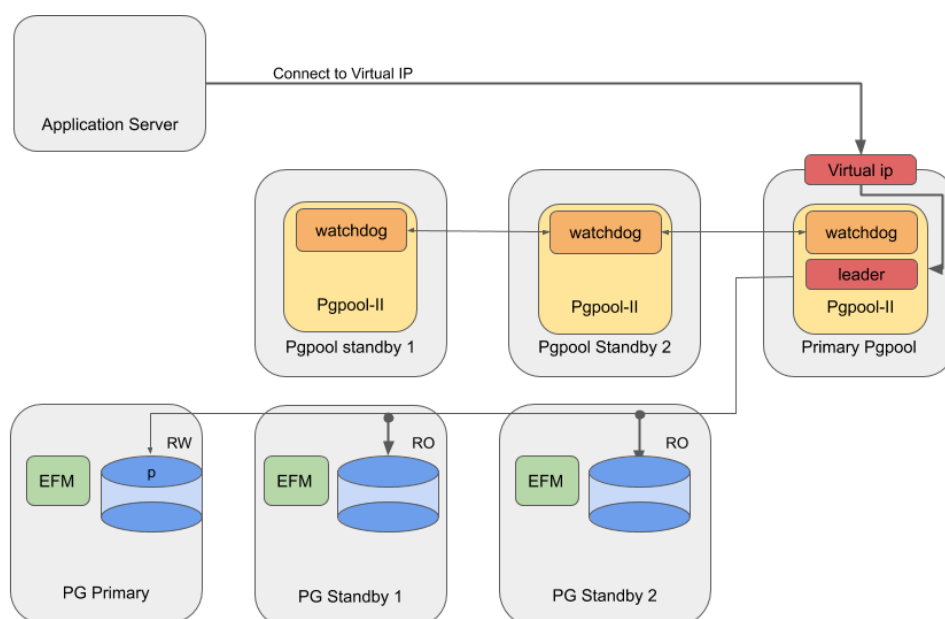 Connect to Virtual IP
Application Server
Virtual ip
watchdog
watchdog
watchdog
leader
Pgpool-II
Pgpool-II
Pgpool-II
Pgpool standby 1
Pgpool Standby 2
Primary Pgpool
RW
RO
RO
EFM
p
EFM
EFM
PG Primary
PG Standby 1
PG Standby 2